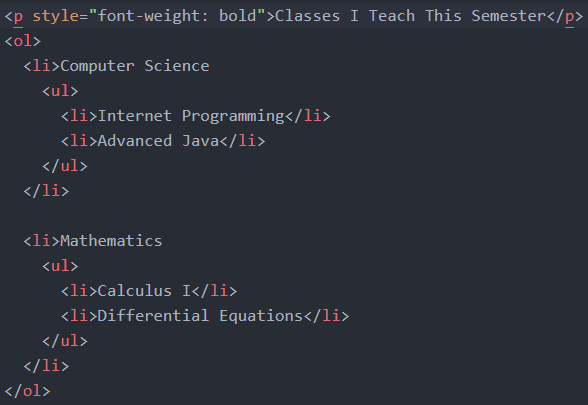 <p style="font-weight: bold">Classes I Teach This Semester</p>
<ol>
  <li>Computer Science
    <ul>
      <li>Internet Programming</li>
      <li>Advanced Java</li>
    </ul>
  </li>

  <li>Mathematics
    <ul>
      <li>Calculus I</li>
      <li>Differential Equations</li>
    </ul>
  </li>
</ol>